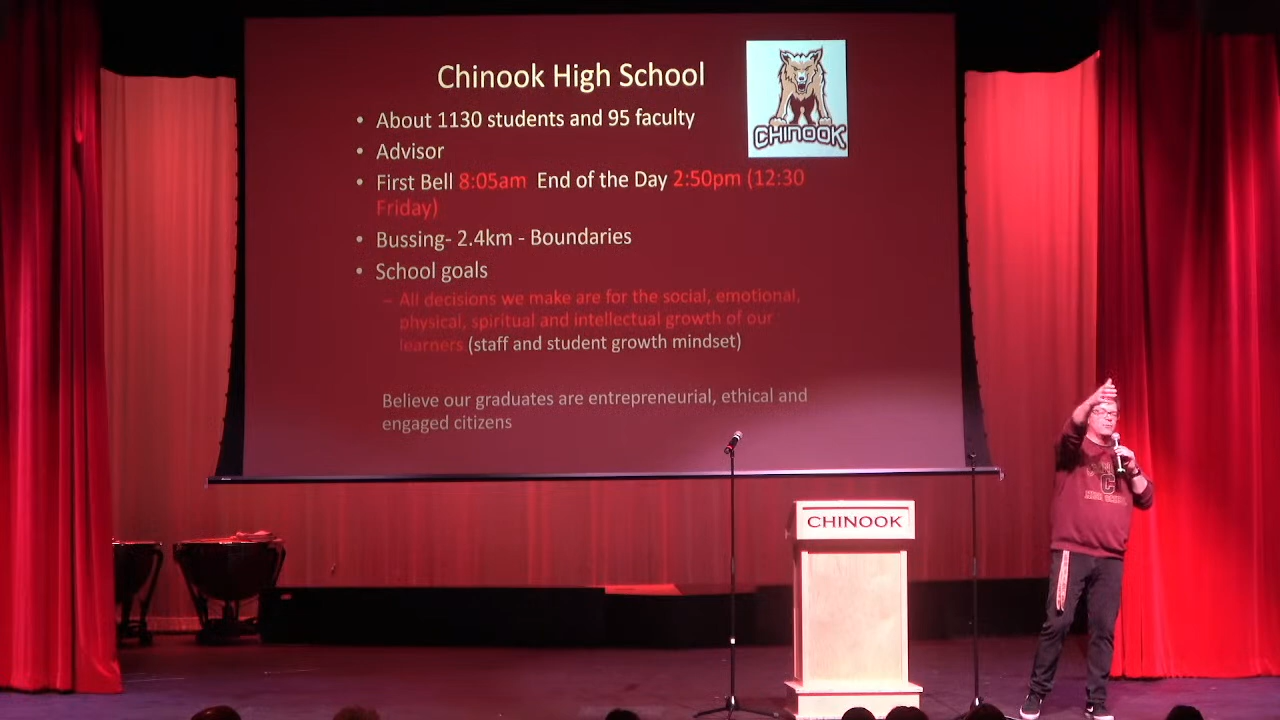 Chinook High School
• About 1130 students and 95 faculty
• Advisor
• First Bell 8:05am End of the Day 2:50pm (12:30
Friday)
• Bussing- 2.4km - Boundaries
• School goals
– All decisions we make are for the social, emotional,
physical, spiritual and intellectual growth of our
learners (staff and student growth mindset)
Believe our graduates are entrepreneurial, ethical and
engaged citizens
CHINOOK
CHINOOK
C